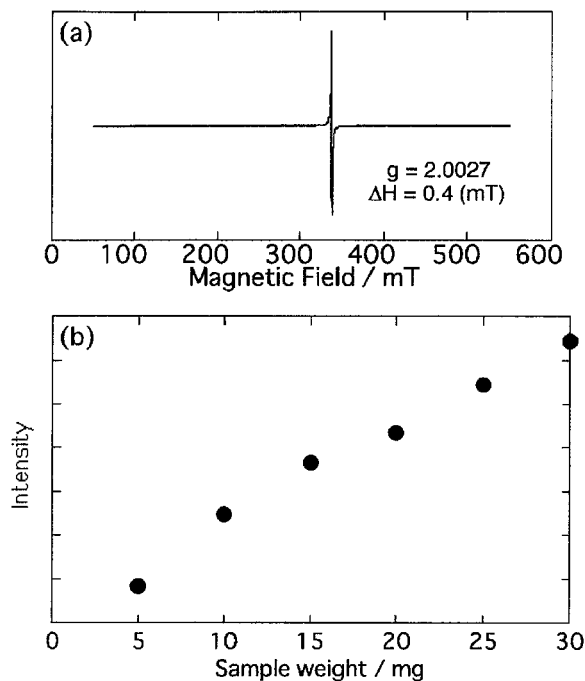 (a)
g = 2.0027
ΔH = 0.4 (mT)
0 100 200 300 400 500 600
Magnetic Field / mT
(b)
Intensity
0 5 10 15 20 25 30
Sample weight / mg